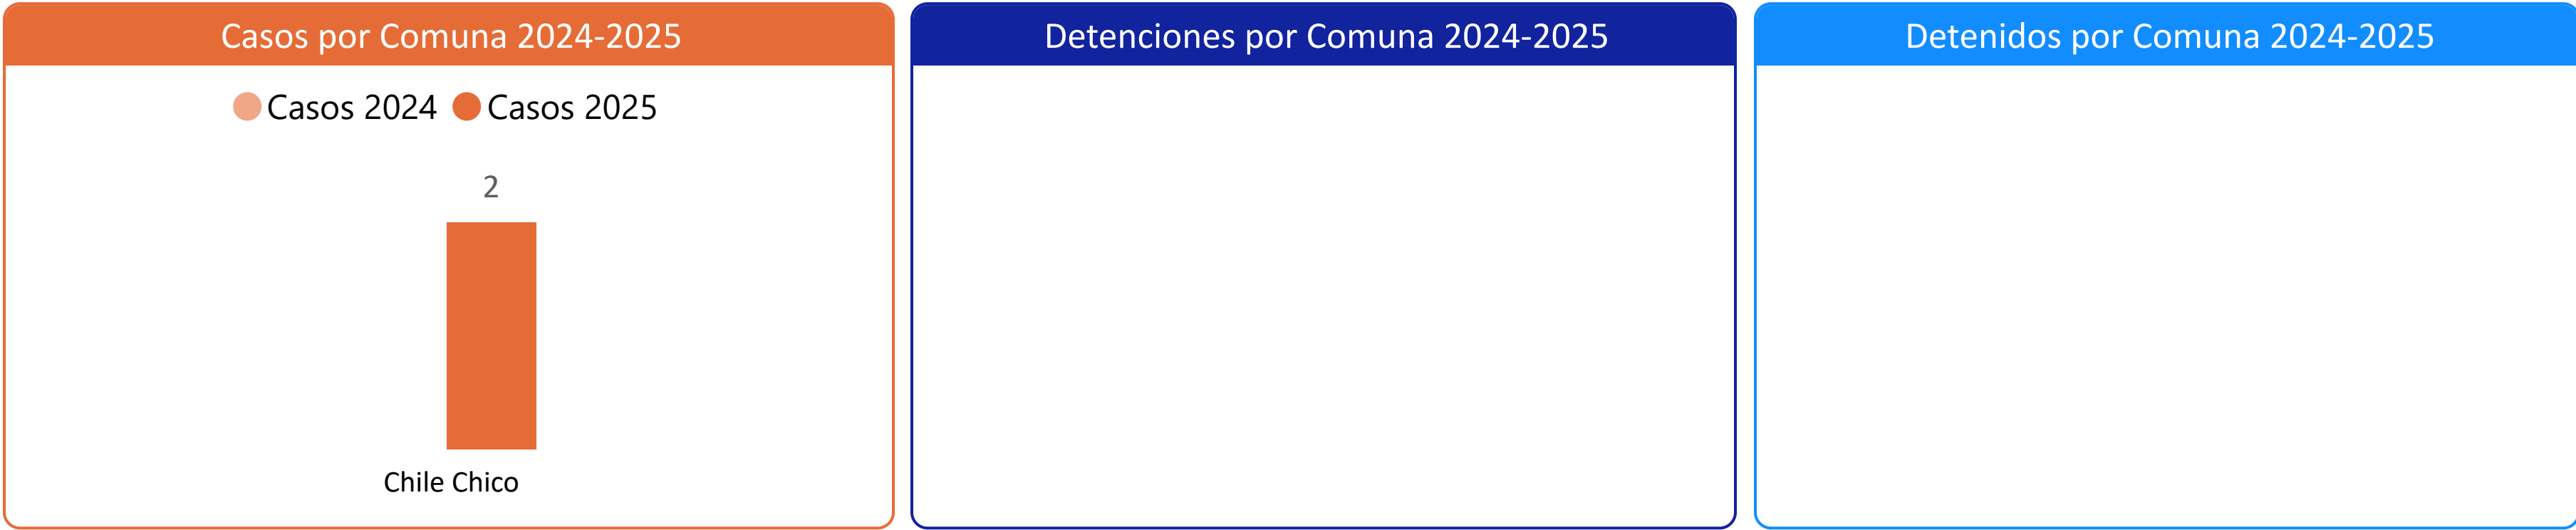 Casos por Comuna 2024-2025
Casos 2024 Casos 2025
2
Chile Chico
Detenciones por Comuna 2024-2025
Detenidos por Comuna 2024-2025